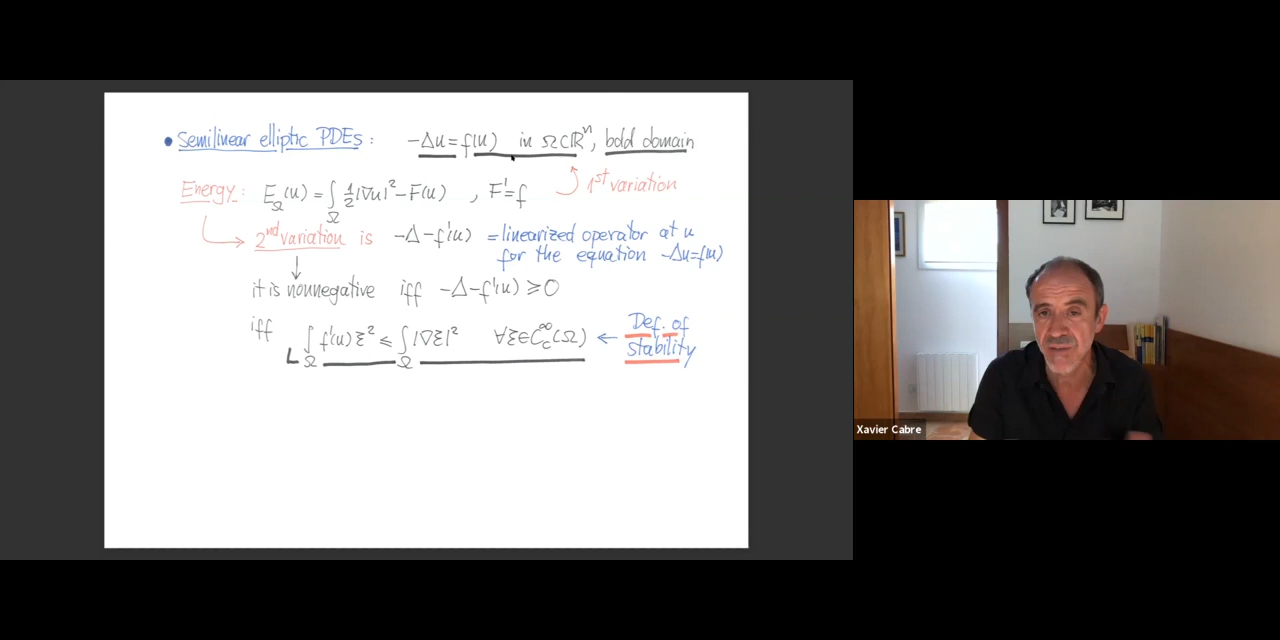 • Semilinear elliptic PDEs: -Δu = f(u) in Ω⊂ℝⁿ, bdd domain
Energy: E_Ω(u) = ∫_Ω ½|∇u|² - F(u), F' = f 1st variation
2nd variation is -Δ - f'(u) = linearized operator at u
for the equation -Δu = f(u)
it is nonnegative iff -Δ - f'(u) ≥ 0
iff ∫_Ω f'(u) ξ² ≤ ∫_Ω |∇ξ|² ∀ξ∈C_c^∞(Ω) ← Def. of
stability
Xavier Cabre